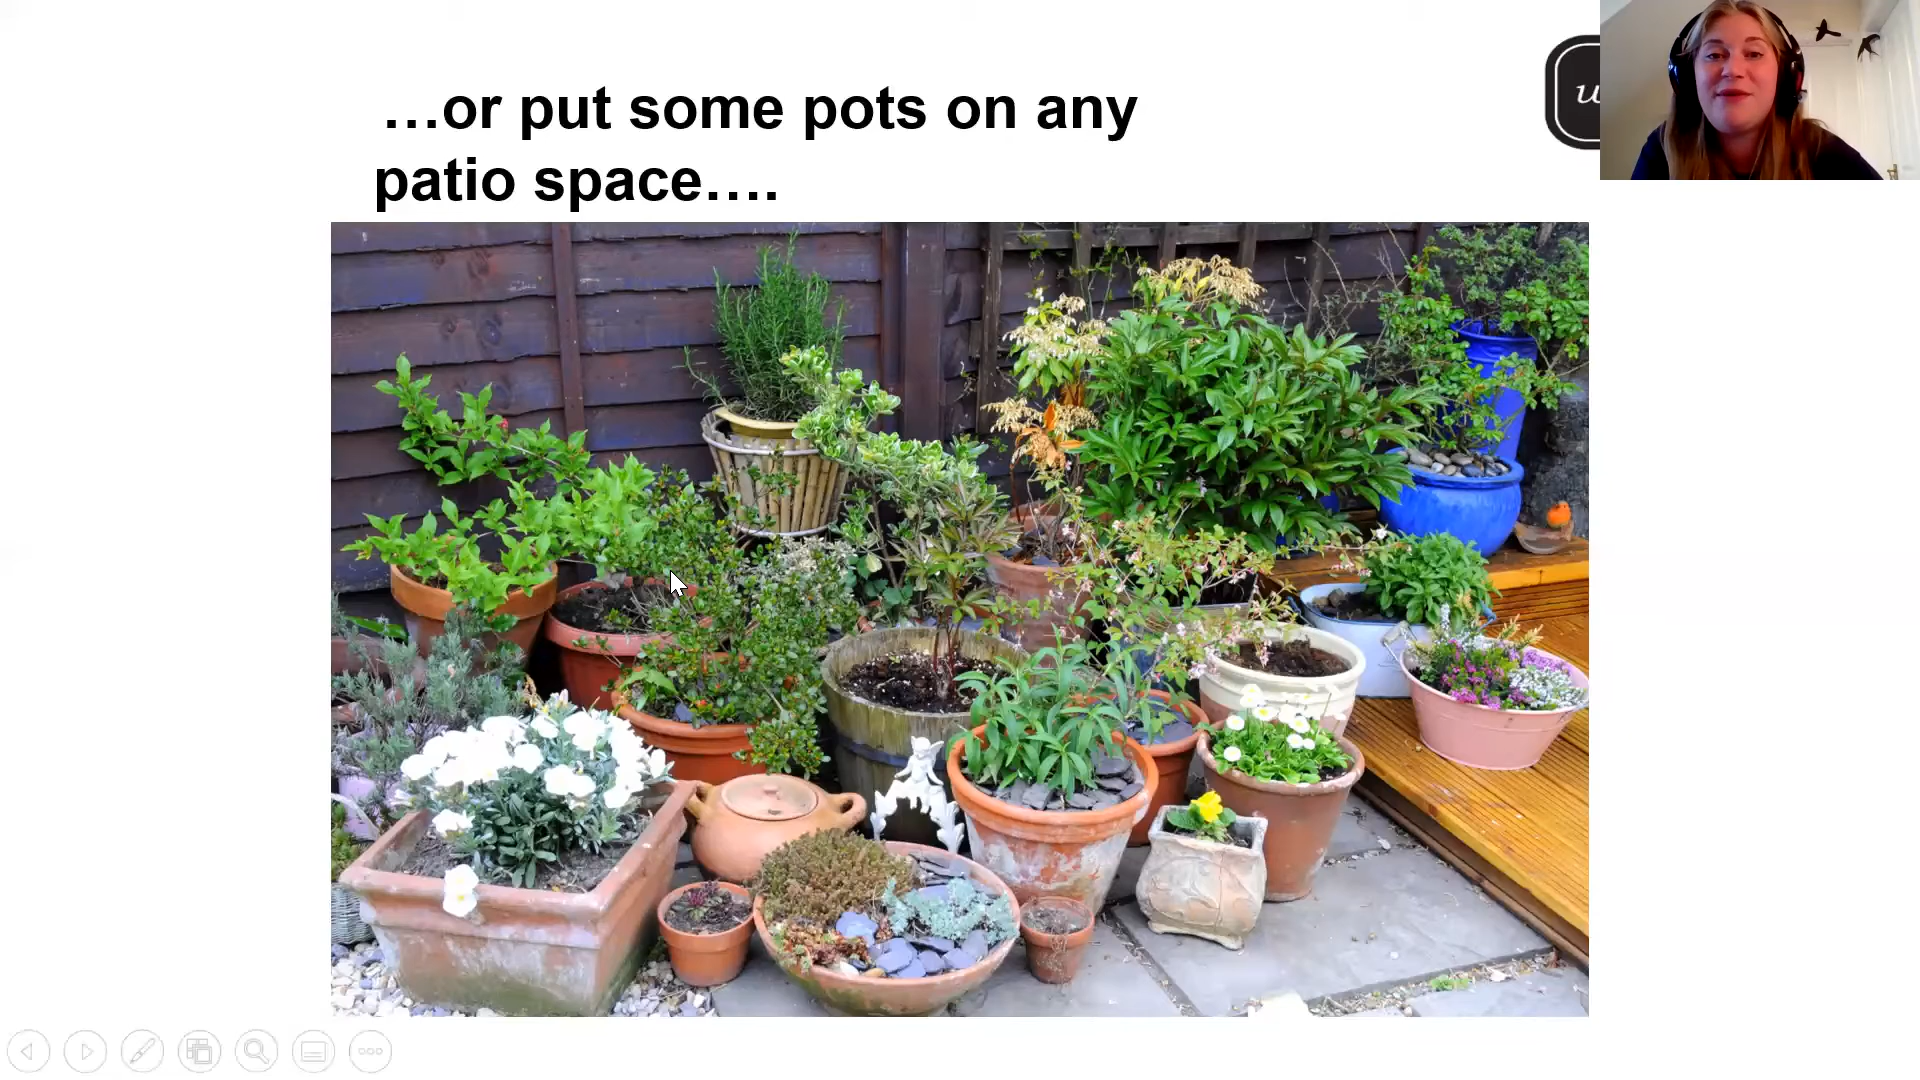 …or put some pots on any
patio space….